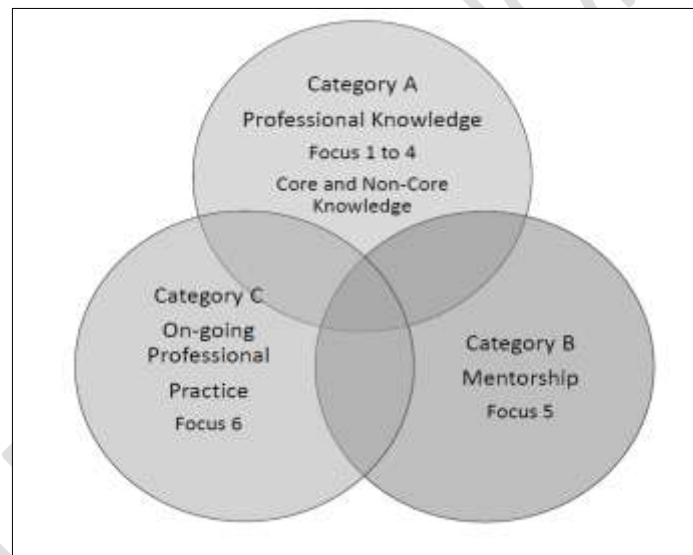 Category A
Professional Knowledge
Focus 1 to 4
Core and Non-Core
Knowledge
Category C
On-going
Professional
Practice
Focus 6
Category B
Mentorship
Focus 5